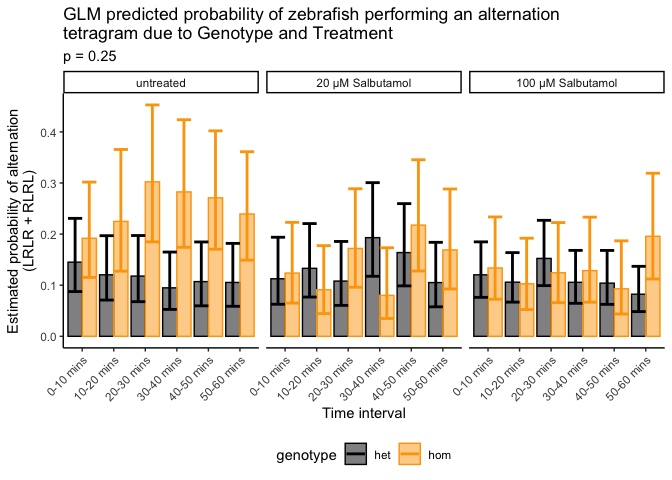 GLM predicted probability of zebrafish performing an alternation
tetragram due to Genotype and Treatment
p = 0.25
untreated
20 µM Salbutamol
100 µM Salbutamol
Estimated probability of alternation
(LRLR + RLRL)
0.4
0.3
0.2
0.1
0.0
0-10 mins
10-20 mins
20-30 mins
30-40 mins
40-50 mins
50-60 mins
0-10 mins
10-20 mins
20-30 mins
30-40 mins
40-50 mins
50-60 mins
0-10 mins
10-20 mins
20-30 mins
30-40 mins
40-50 mins
50-60 mins
Time interval
genotype het hom